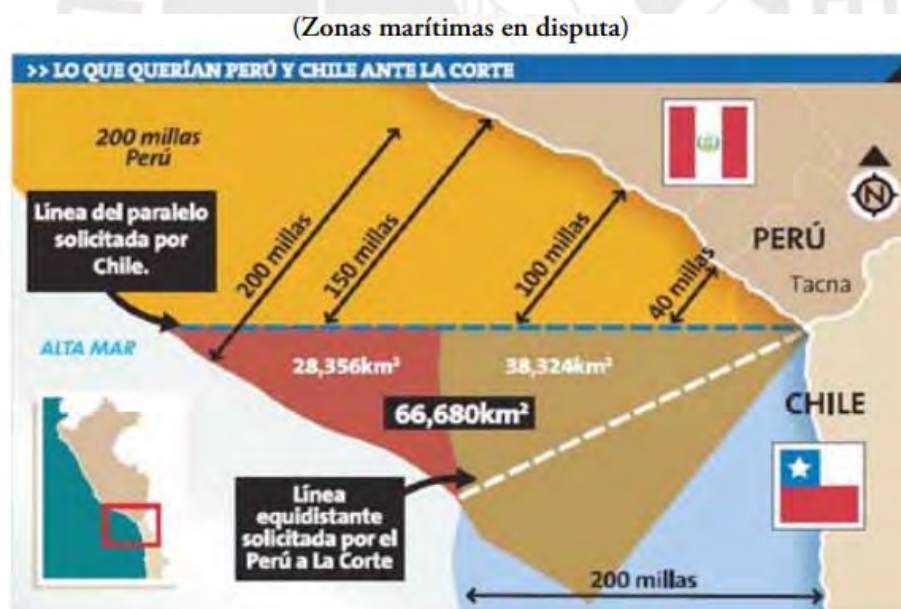 (Zonas marítimas en disputa)
>> LO QUE QUERÍAN PERÚ Y CHILE ANTE LA CORTE
200 millas
Perú
Línea del paralelo
solicitada por
Chile.
200 millas
150 millas
100 millas
40 millas
PERÚ
Tacna
N
ALTA MAR
28,356km²
38,324km²
66,680km²
CHILE
Línea
equidistante
solicitada por el
Perú a La Corte
200 millas